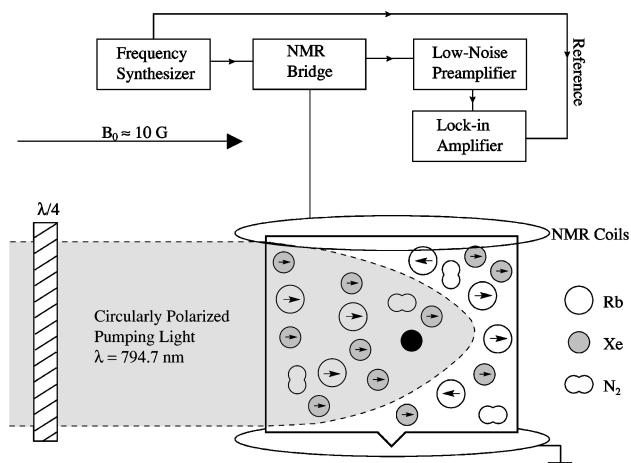 Frequency
Synthesizer
NMR
Bridge
Low-Noise
Preamplifier
Lock-in
Amplifier
Reference
B₀ ≈ 10 G
λ/4
NMR Coils
Circularly Polarized
Pumping Light
λ = 794.7 nm
Rb
Xe
N₂